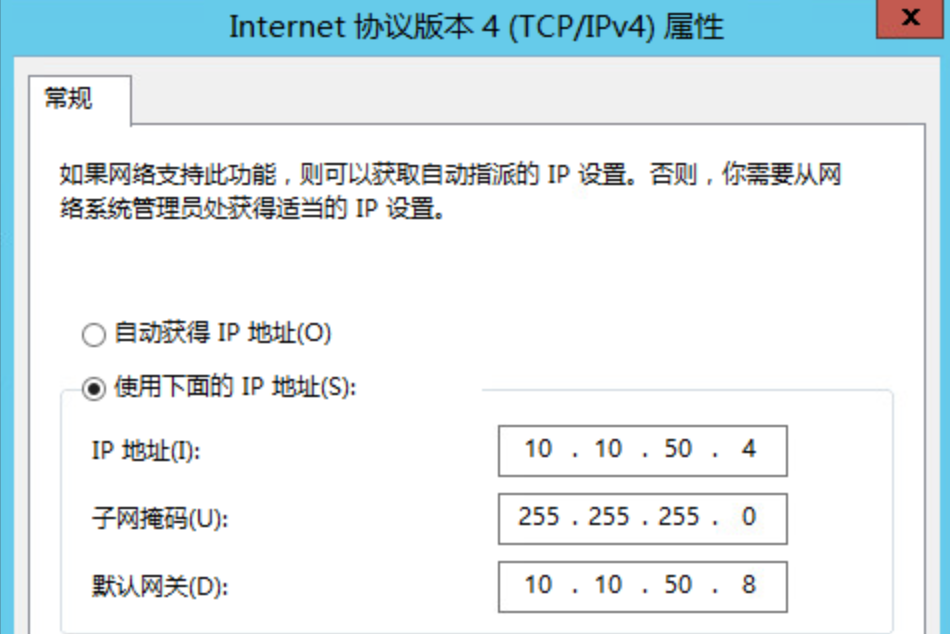 Internet 协议版本 4 (TCP/IPv4) 属性
x
常规
如果网络支持此功能，则可以获取自动指派的 IP 设置。否则，你需要从网
络系统管理员处获得适当的 IP 设置。
自动获得 IP 地址(O)
使用下面的 IP 地址(S):
IP 地址(I): 10 . 10 . 50 . 4
子网掩码(U): 255 . 255 . 255 . 0
默认网关(D): 10 . 10 . 50 . 8